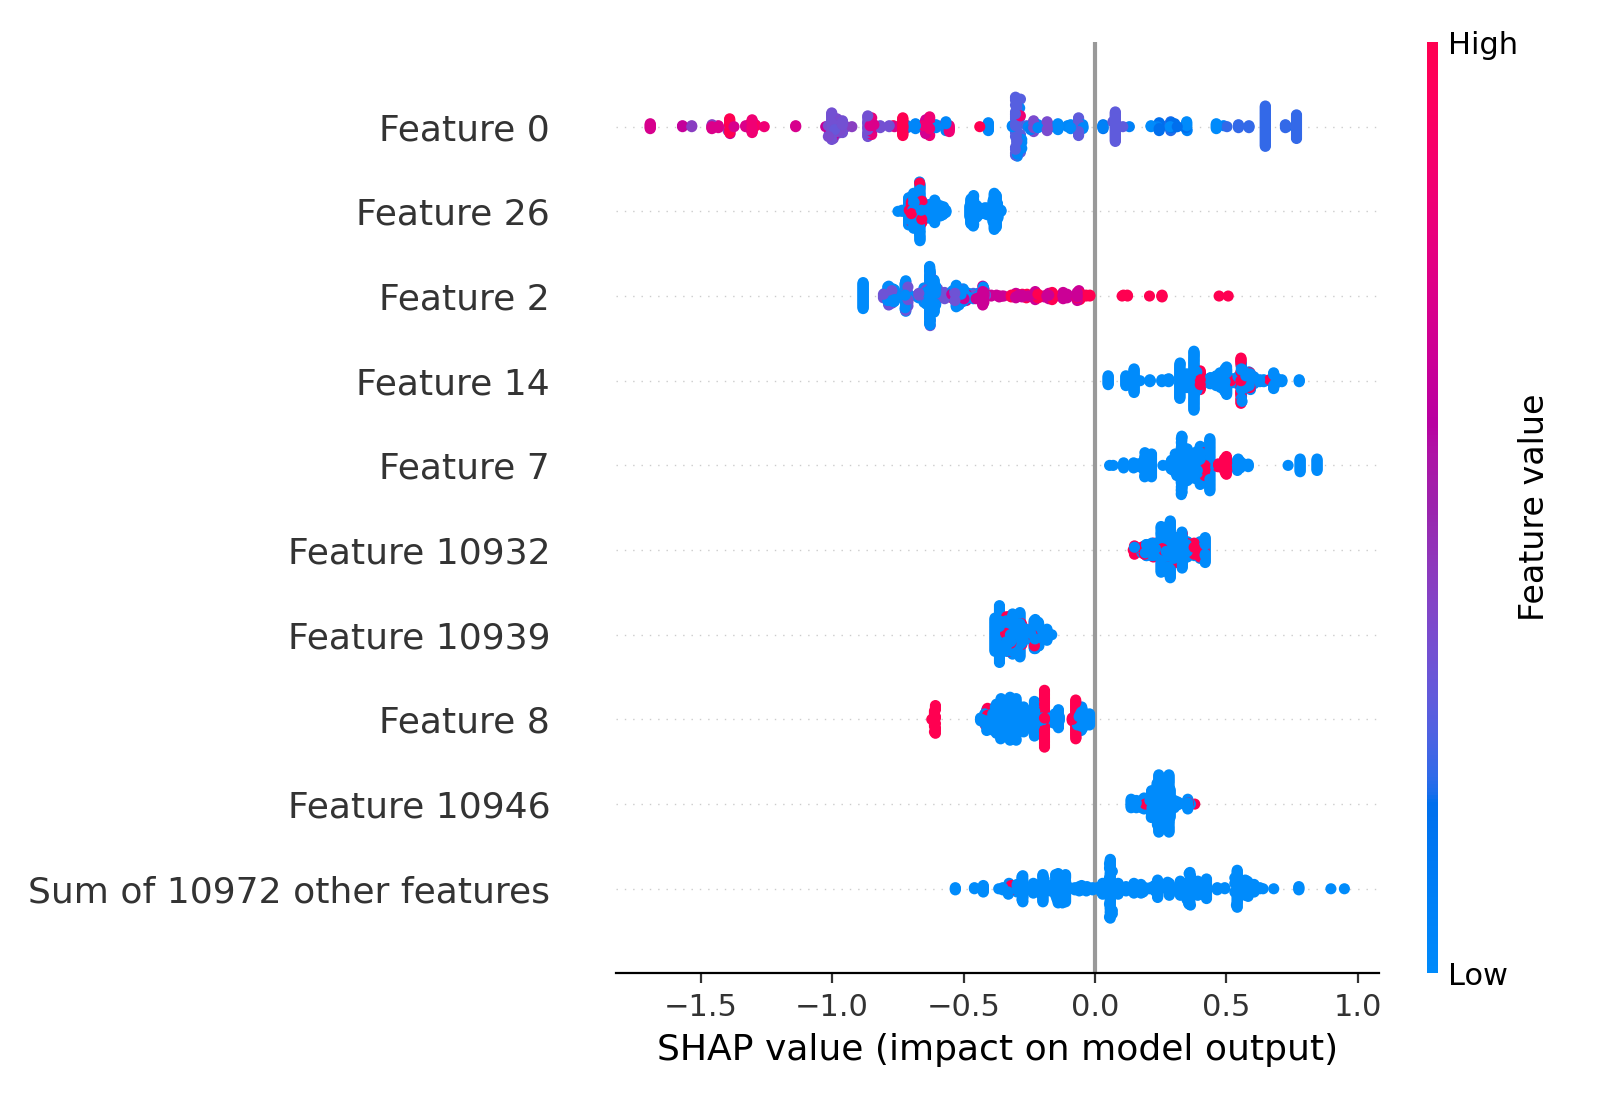 High
Feature 0
Feature 26
Feature 2
Feature 14
Feature 7
Feature 10932
Feature 10939
Feature 8
Feature 10946
Sum of 10972 other features
Feature value
Low
−1.5 −1.0 −0.5 0.0 0.5 1.0
SHAP value (impact on model output)